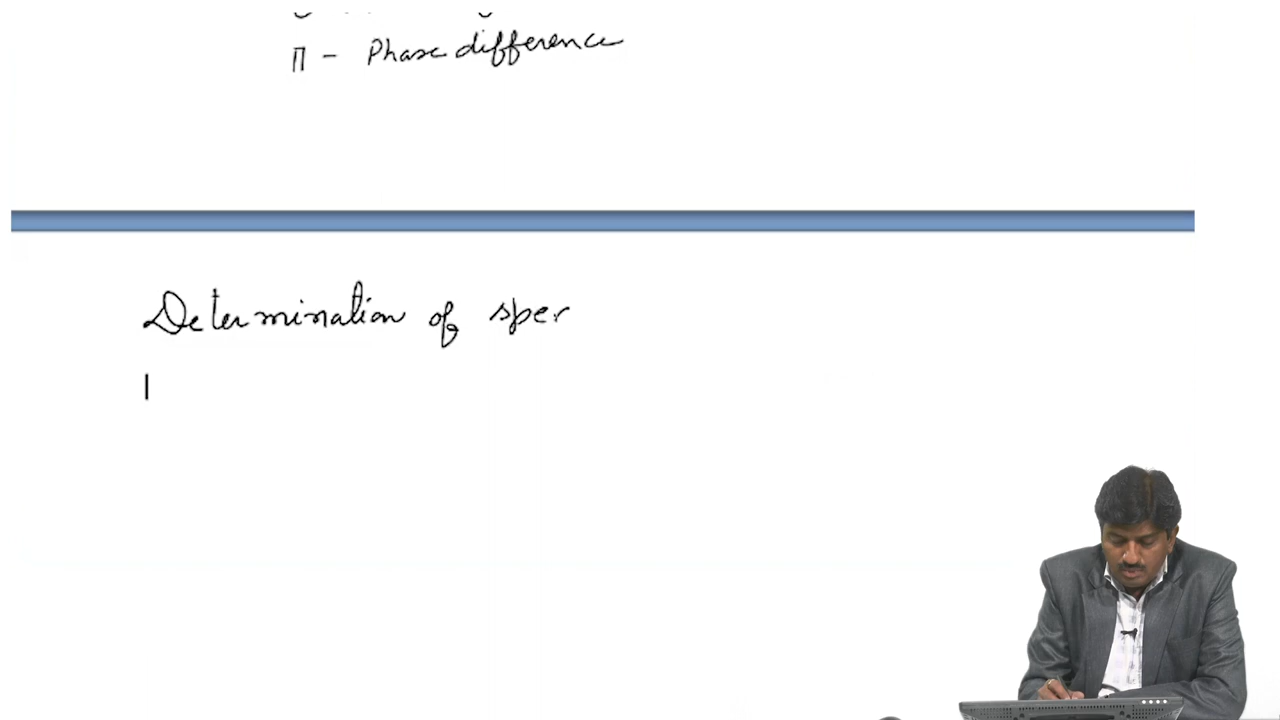 Π - Phase difference
Determination of sper